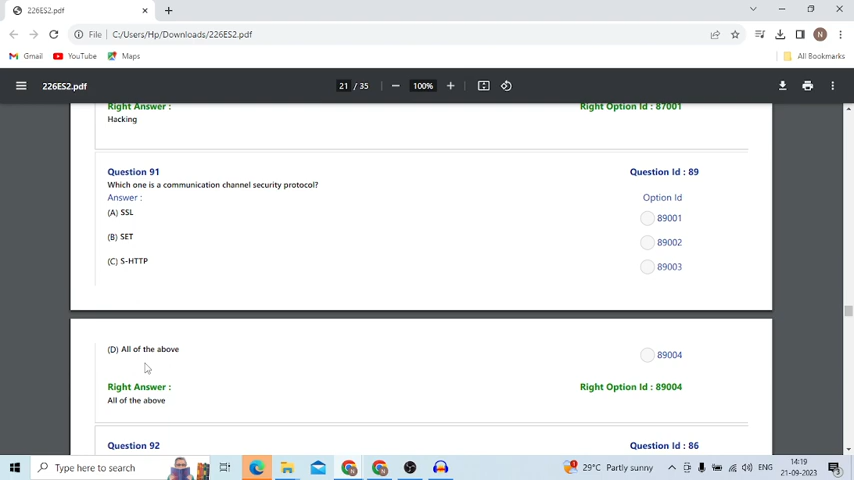 226ES2.pdf
File C:/Users/Hp/Downloads/226ES2.pdf
N
Gmail YouTube Maps All Bookmarks
226ES2.pdf 21 / 35 100%
Right Answer : Right Option Id : 87001
Hacking
Question 91 Question Id : 89
Which one is a communication channel security protocol?
Answer : Option Id
(A) SSL 89001
(B) SET 89002
(C) S-HTTP 89003
(D) All of the above 89004
Right Answer : Right Option Id : 89004
All of the above
Question 92 Question Id : 86
Type here to search 29°C Partly sunny ENG 14:19
21-09-2023 3